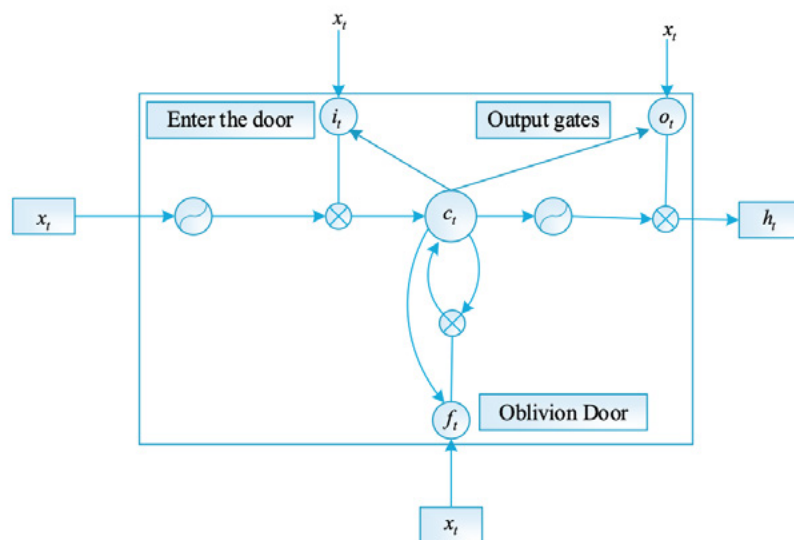 x_t
x_t
Enter the door
i_t
Output gates
o_t
x_t
c_t
h_t
f_t
Oblivion Door
x_t